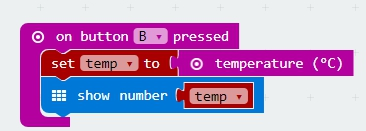 on button B pressed
set temp to temperature (°C)
show number temp